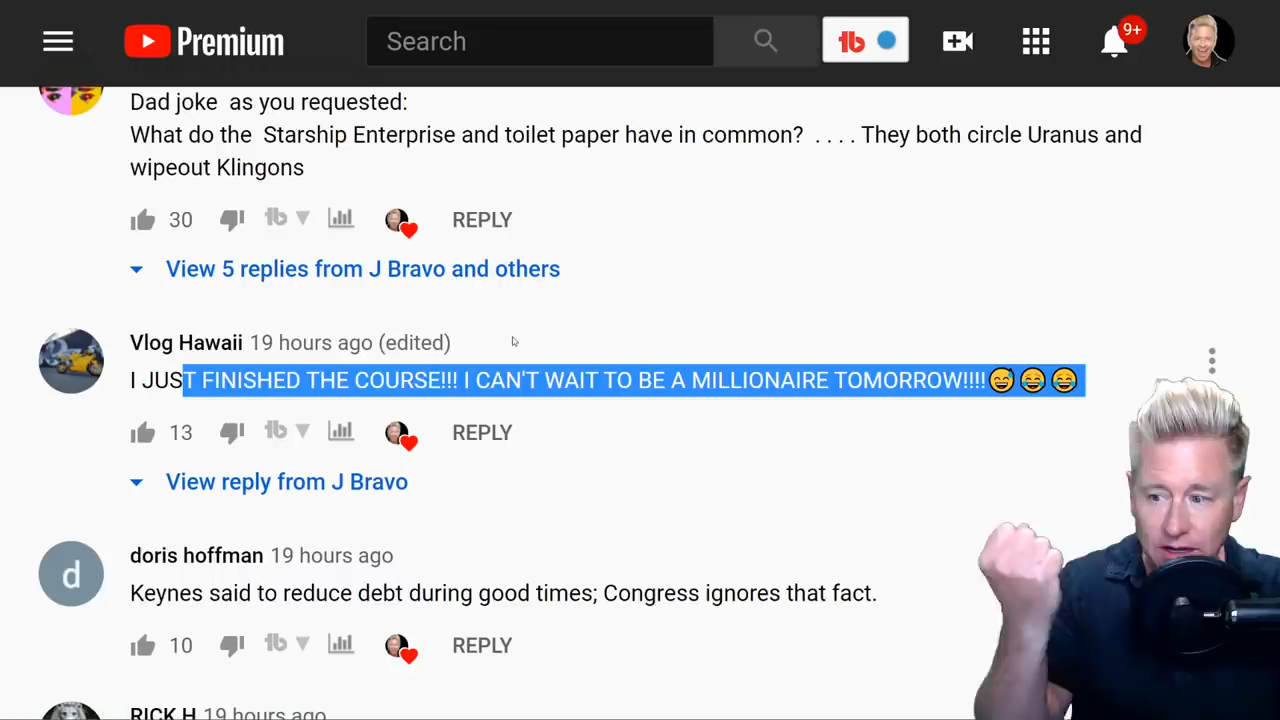 Premium
Search
tb
9+
Dad joke as you requested:
What do the Starship Enterprise and toilet paper have in common? . . . . They both circle Uranus and
wipeout Klingons
30
tb
REPLY
View 5 replies from J Bravo and others
Vlog Hawaii 19 hours ago (edited)
I JUST FINISHED THE COURSE!!! I CAN'T WAIT TO BE A MILLIONAIRE TOMORROW!!!!😅😂😂
13
tb
REPLY
View reply from J Bravo
d
doris hoffman 19 hours ago
Keynes said to reduce debt during good times; Congress ignores that fact.
10
tb
REPLY
RICK H 19 hours ago